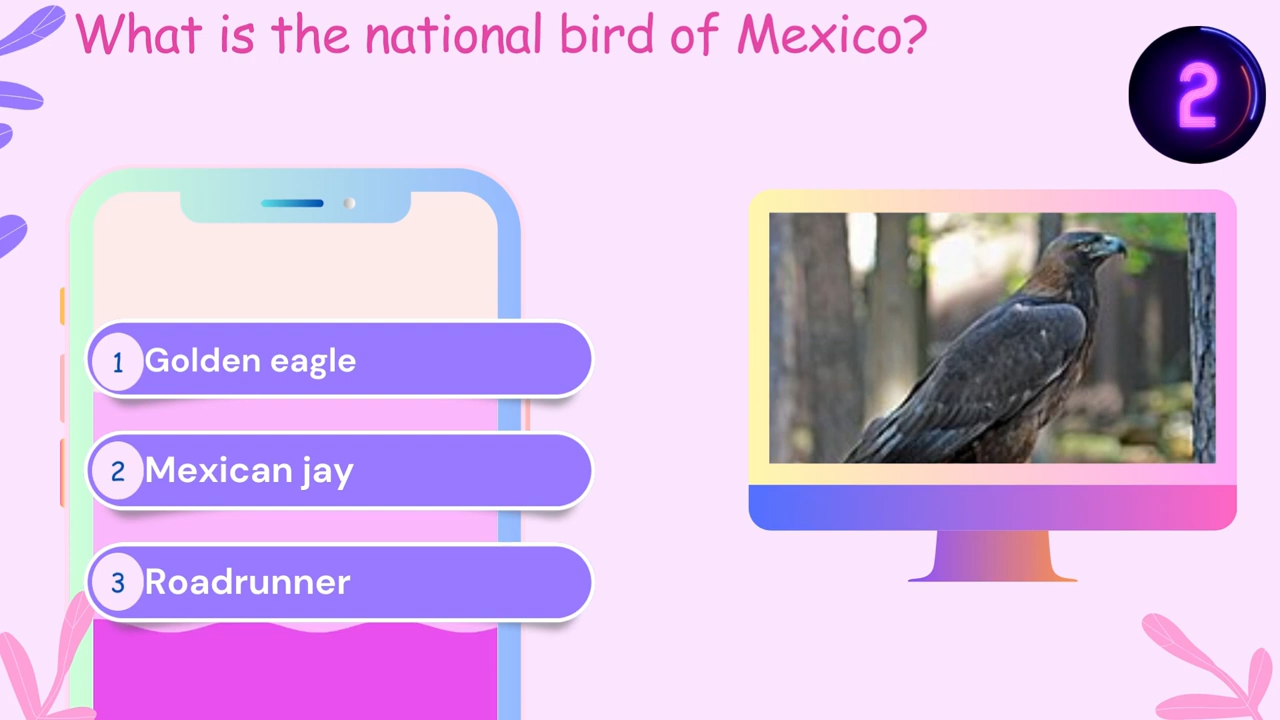 What is the national bird of Mexico?
2
1 Golden eagle
2 Mexican jay
3 Roadrunner